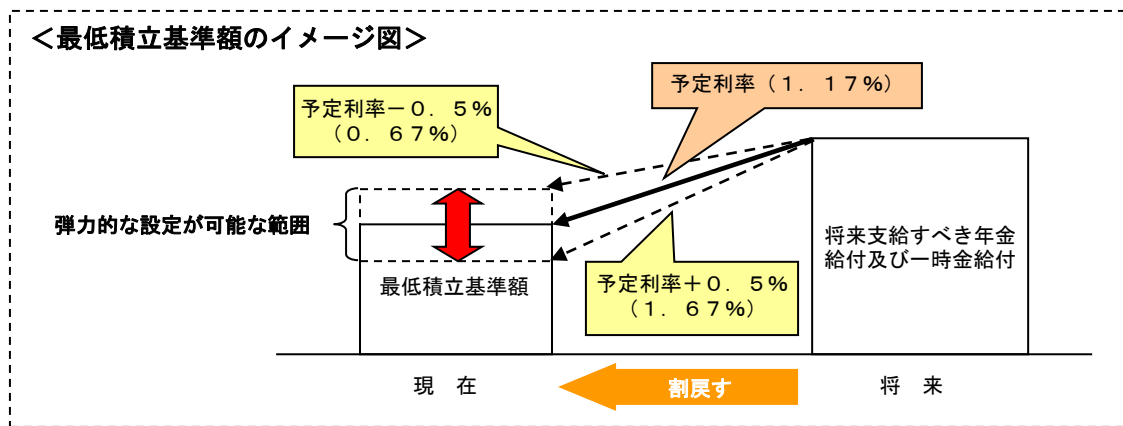 ＜最低積立基準額のイメージ図＞
予定利率（１．１７％）
予定利率－０．５％
（０．６７％）
弾力的な設定が可能な範囲
将来支給すべき年金
給付及び一時金給付
最低積立基準額
予定利率＋０．５％
（１．６７％）
現　在
割戻す
将　来